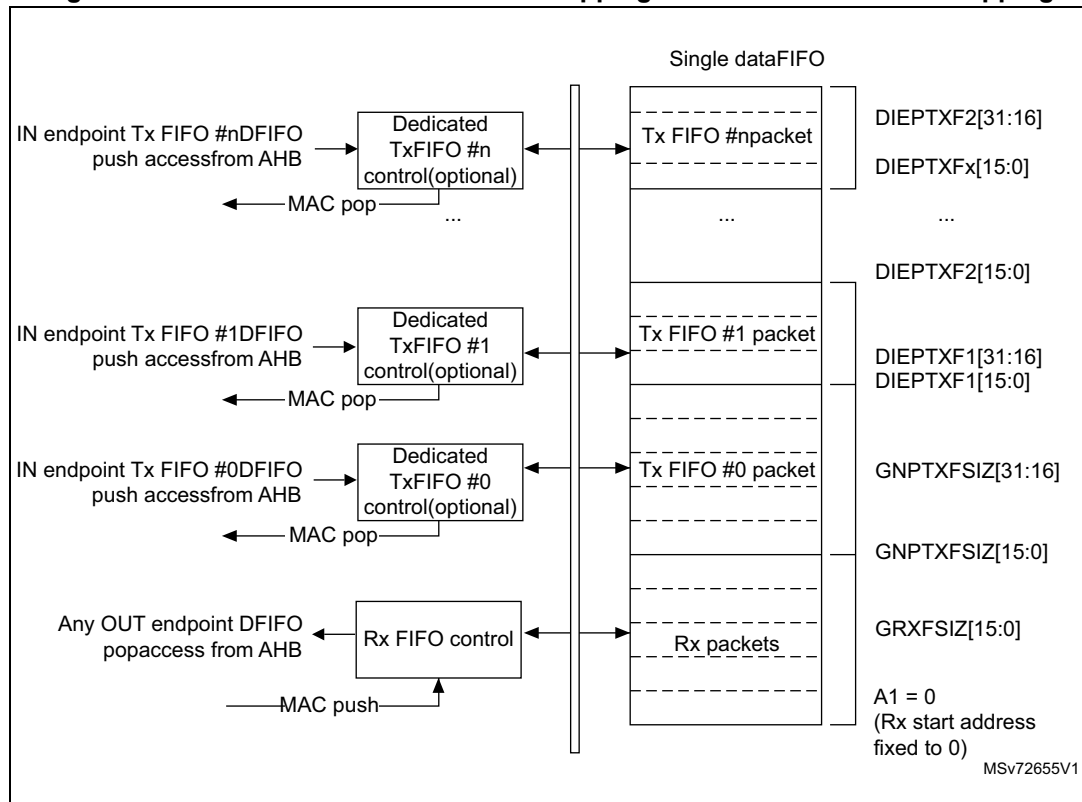 Single dataFIFO
IN endpoint Tx FIFO #nDFIFO
push accessfrom AHB
Dedicated
TxFIFO #n
control(optional)
MAC pop
...
Tx FIFO #npacket
...
DIEPTXF2[31:16]
DIEPTXFx[15:0]
...
DIEPTXF2[15:0]
IN endpoint Tx FIFO #1DFIFO
push accessfrom AHB
Dedicated
TxFIFO #1
control(optional)
MAC pop
Tx FIFO #1 packet
DIEPTXF1[31:16]
DIEPTXF1[15:0]
IN endpoint Tx FIFO #0DFIFO
push accessfrom AHB
Dedicated
TxFIFO #0
control(optional)
MAC pop
Tx FIFO #0 packet
GNPTXFSIZ[31:16]
GNPTXFSIZ[15:0]
Any OUT endpoint DFIFO
popaccess from AHB
Rx FIFO control
MAC push
Rx packets
GRXFSIZ[15:0]
A1 = 0
(Rx start address
fixed to 0)
MSv72655V1